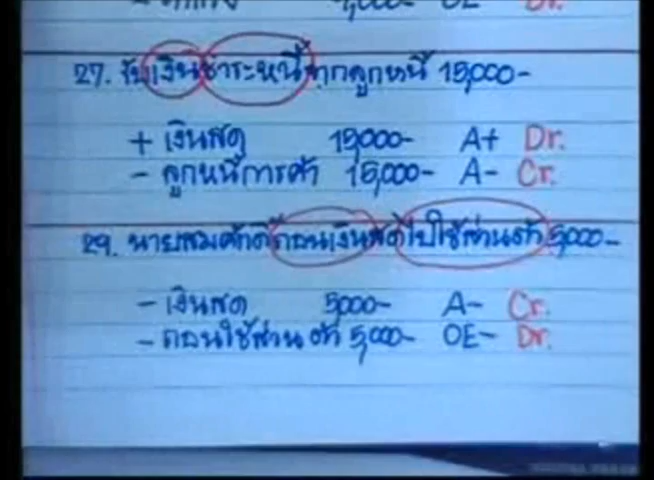 27. รับเงินชำระหนี้จากลูกหนี้ 15,000-
+ เงินสด 15,000- A+ Dr.
- ลูกหนี้การค้า 15,000- A- Cr.
29. นายสมศักดิ์ถอนเงินสดไปใช้ส่วนตัว 5,000-
- เงินสด 5,000- A- Cr.
- ถอนใช้ส่วนตัว 5,000- OE- Dr.